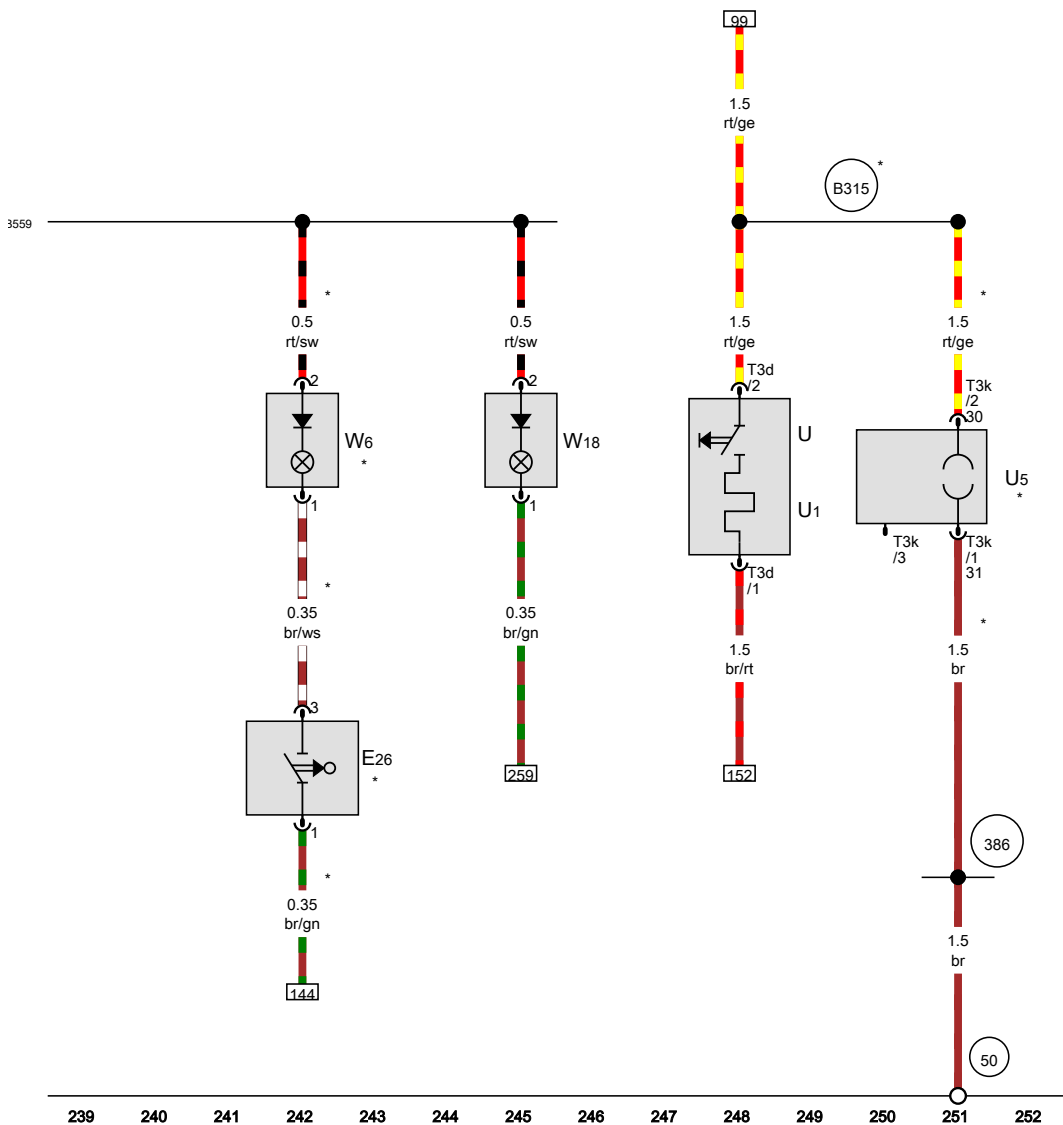 99
1.5
rt/ge
*
B315
3559
*
*
0.5
rt/sw
0.5
rt/sw
1.5
rt/ge
1.5
rt/ge
2
2
T3d
/2
T3k
/2
30
W6
*
W18
U
U1
U5
*
1
1
T3d
/1
T3k
/3
T3k
/1
31
*
*
0.35
br/ws
0.35
br/gn
1.5
br/rt
1.5
br
3
E26
*
259
152
1
*
386
0.35
br/gn
1.5
br
144
50
239 240 241 242 243 244 245 246 247 248 249 250 251 252